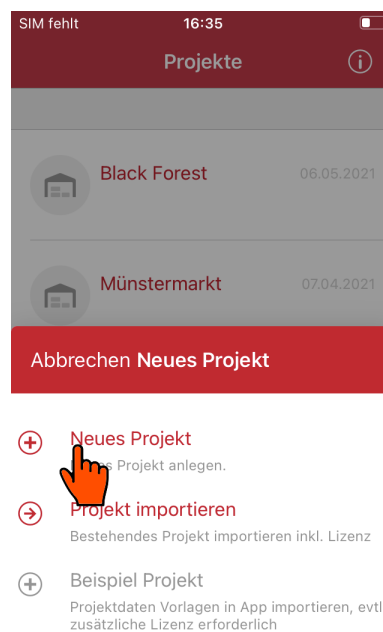 SIM fehlt 16:35
Projekte
Black Forest 06.05.2021
Münstermarkt 07.04.2021
Abbrechen Neues Projekt
Neues Projekt
Projekt anlegen.
Projekt importieren
Bestehendes Projekt importieren inkl. Lizenz
Beispiel Projekt
Projektdaten Vorlagen in App importieren, evtl
zusätzliche Lizenz erforderlich